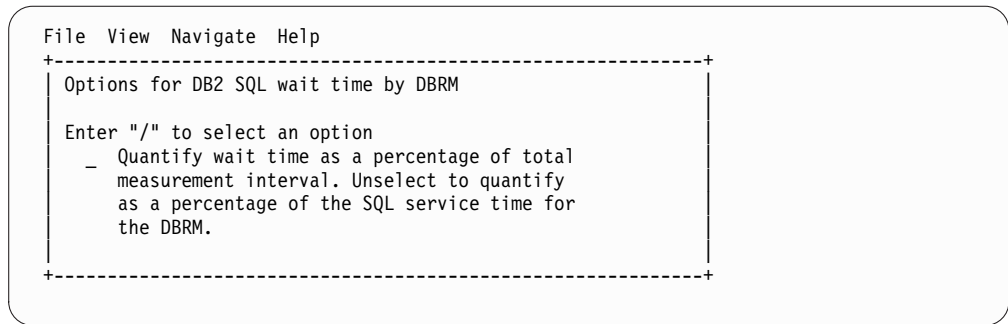 File View Navigate Help
+-------------------------------------------------------------+
| Options for DB2 SQL wait time by DBRM |
| Enter "/" to select an option |
| _ Quantify wait time as a percentage of total |
| measurement interval. Unselect to quantify |
| as a percentage of the SQL service time for |
| the DBRM. |
+-------------------------------------------------------------+